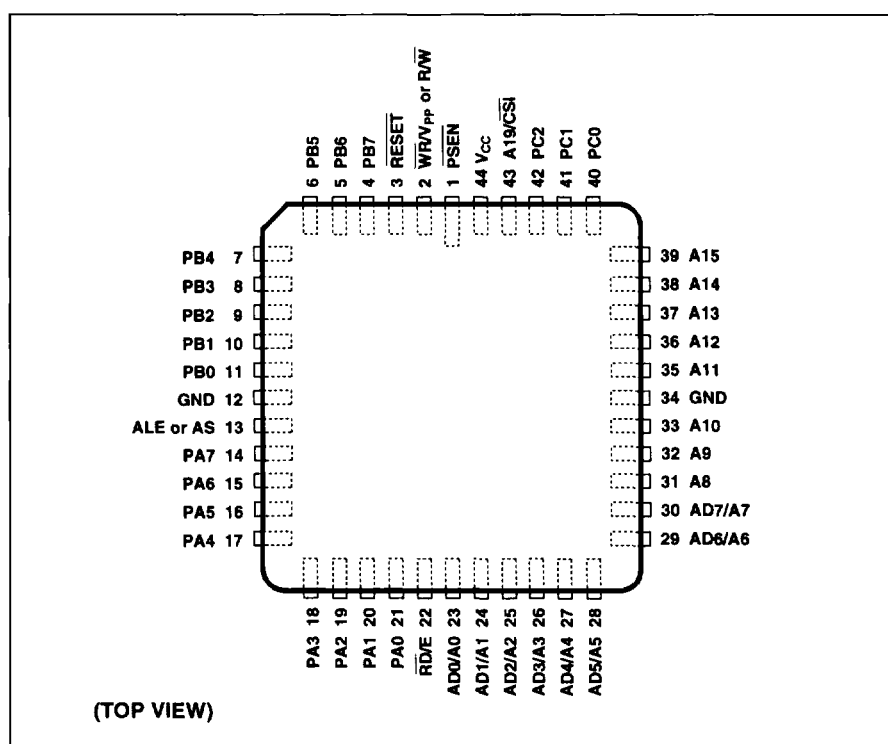 6 PB5
5 PB6
4 PB7
3 R̅E̅S̅E̅T̅
2 W̅R̅/VPP or R/W̅
1 P̅S̅E̅N̅
44 VCC
43 A19/C̅S̅I̅
42 PC2
41 PC1
40 PC0
PB4 7
PB3 8
PB2 9
PB1 10
PB0 11
GND 12
ALE or AS 13
PA7 14
PA6 15
PA5 16
PA4 17
39 A15
38 A14
37 A13
36 A12
35 A11
34 GND
33 A10
32 A9
31 A8
30 AD7/A7
29 AD6/A6
PA3 18
PA2 19
PA1 20
PA0 21
R̅D̅/E 22
AD0/A0 23
AD1/A1 24
AD2/A2 25
AD3/A3 26
AD4/A4 27
AD5/A5 28
(TOP VIEW)